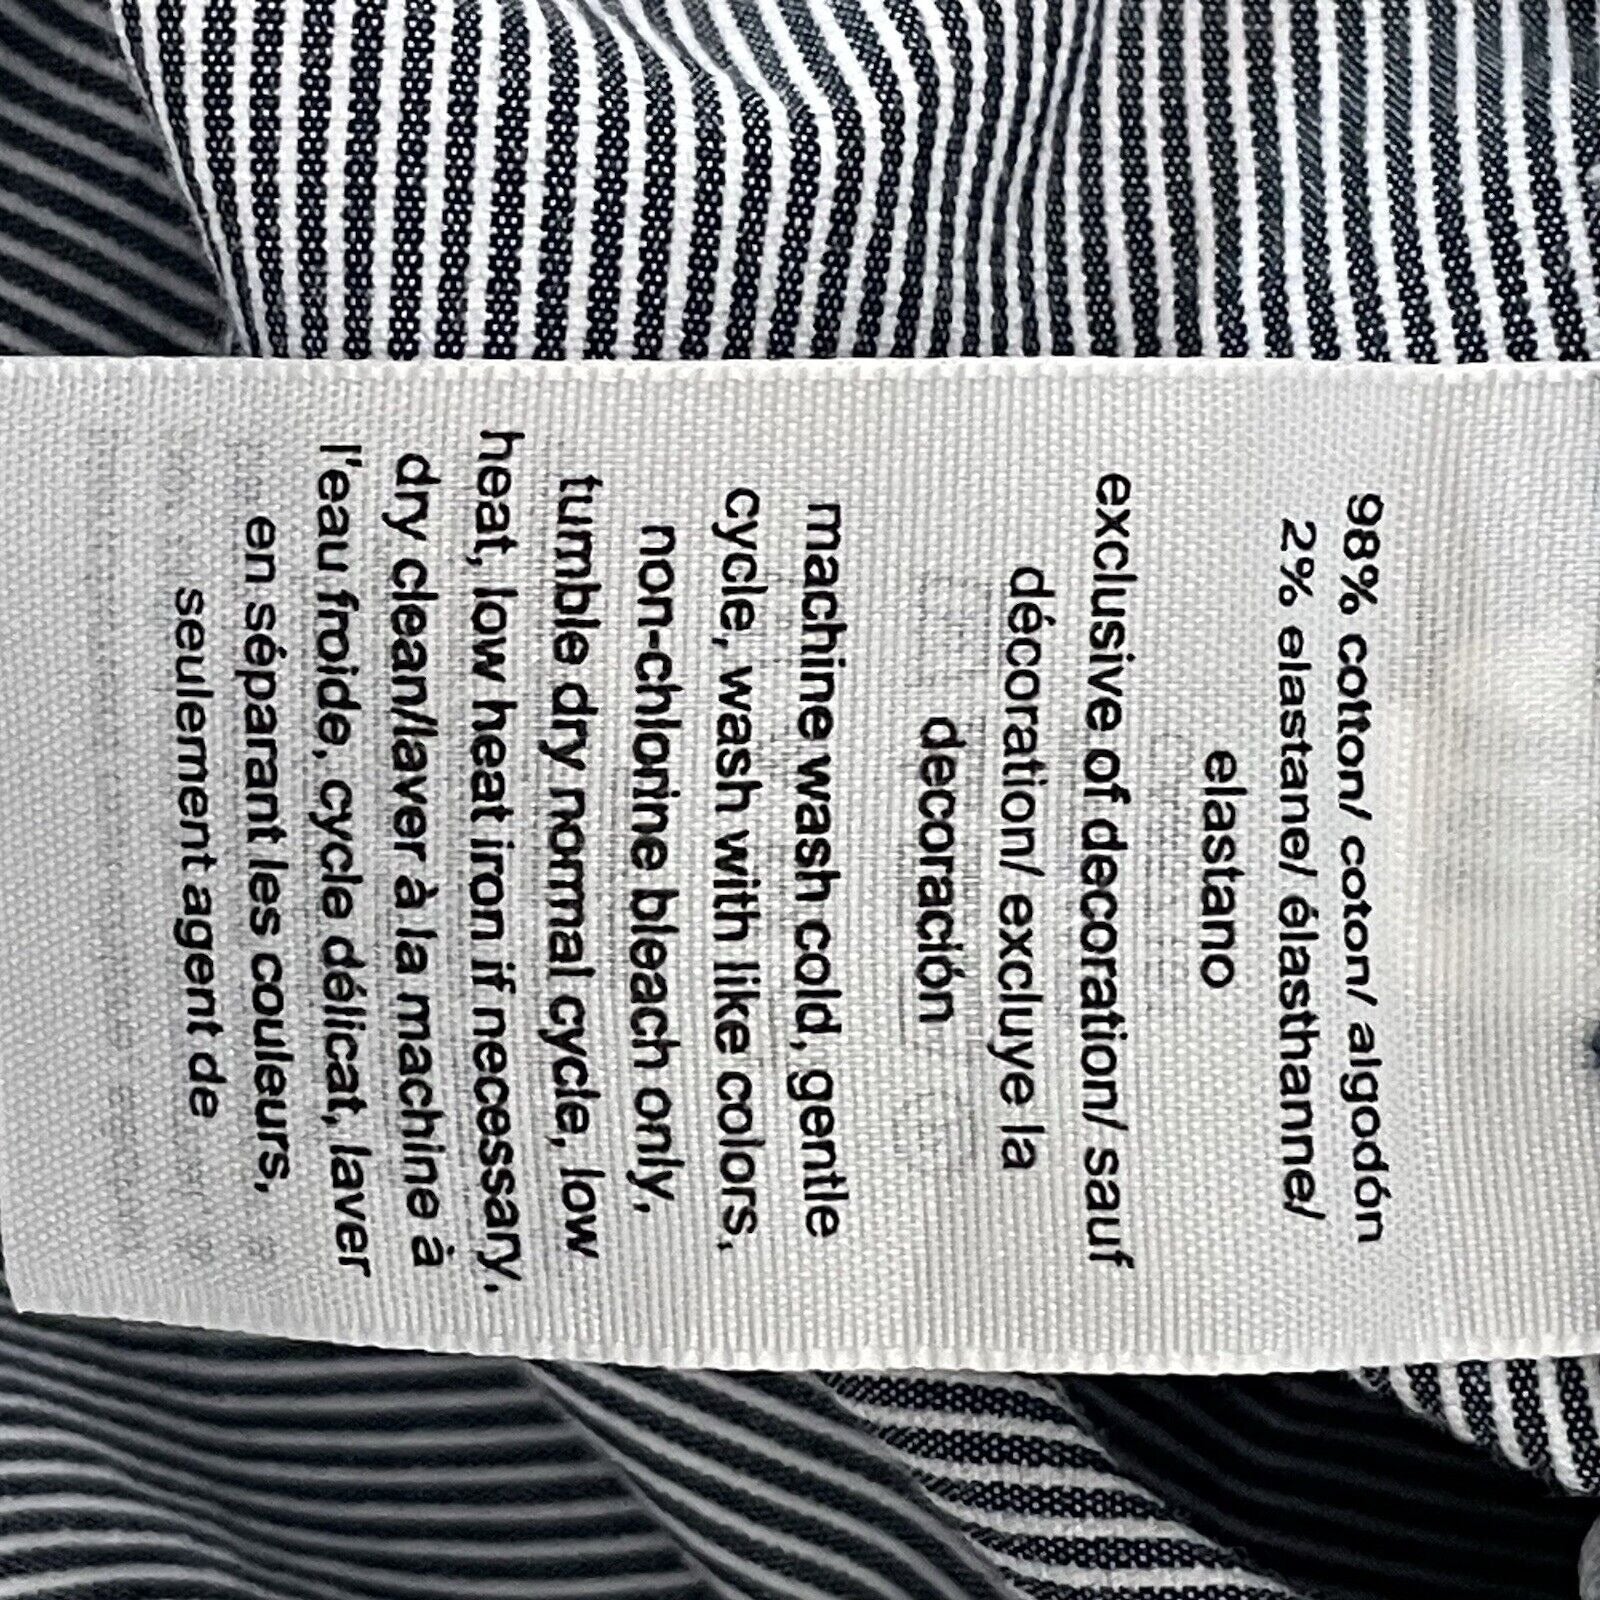 98% cotton/ coton/ algodón
2% elastane/ élasthanne/
elastano
exclusive of decoration/ sauf
décoration/ excluye la
decoración
machine wash cold, gentle
cycle, wash with like colors,
non-chlorine bleach only,
tumble dry normal cycle, low
heat, low heat iron if necessary,
dry clean/laver à la machine à
l'eau froide, cycle délicat, laver
en séparant les couleurs,
seulement agent de